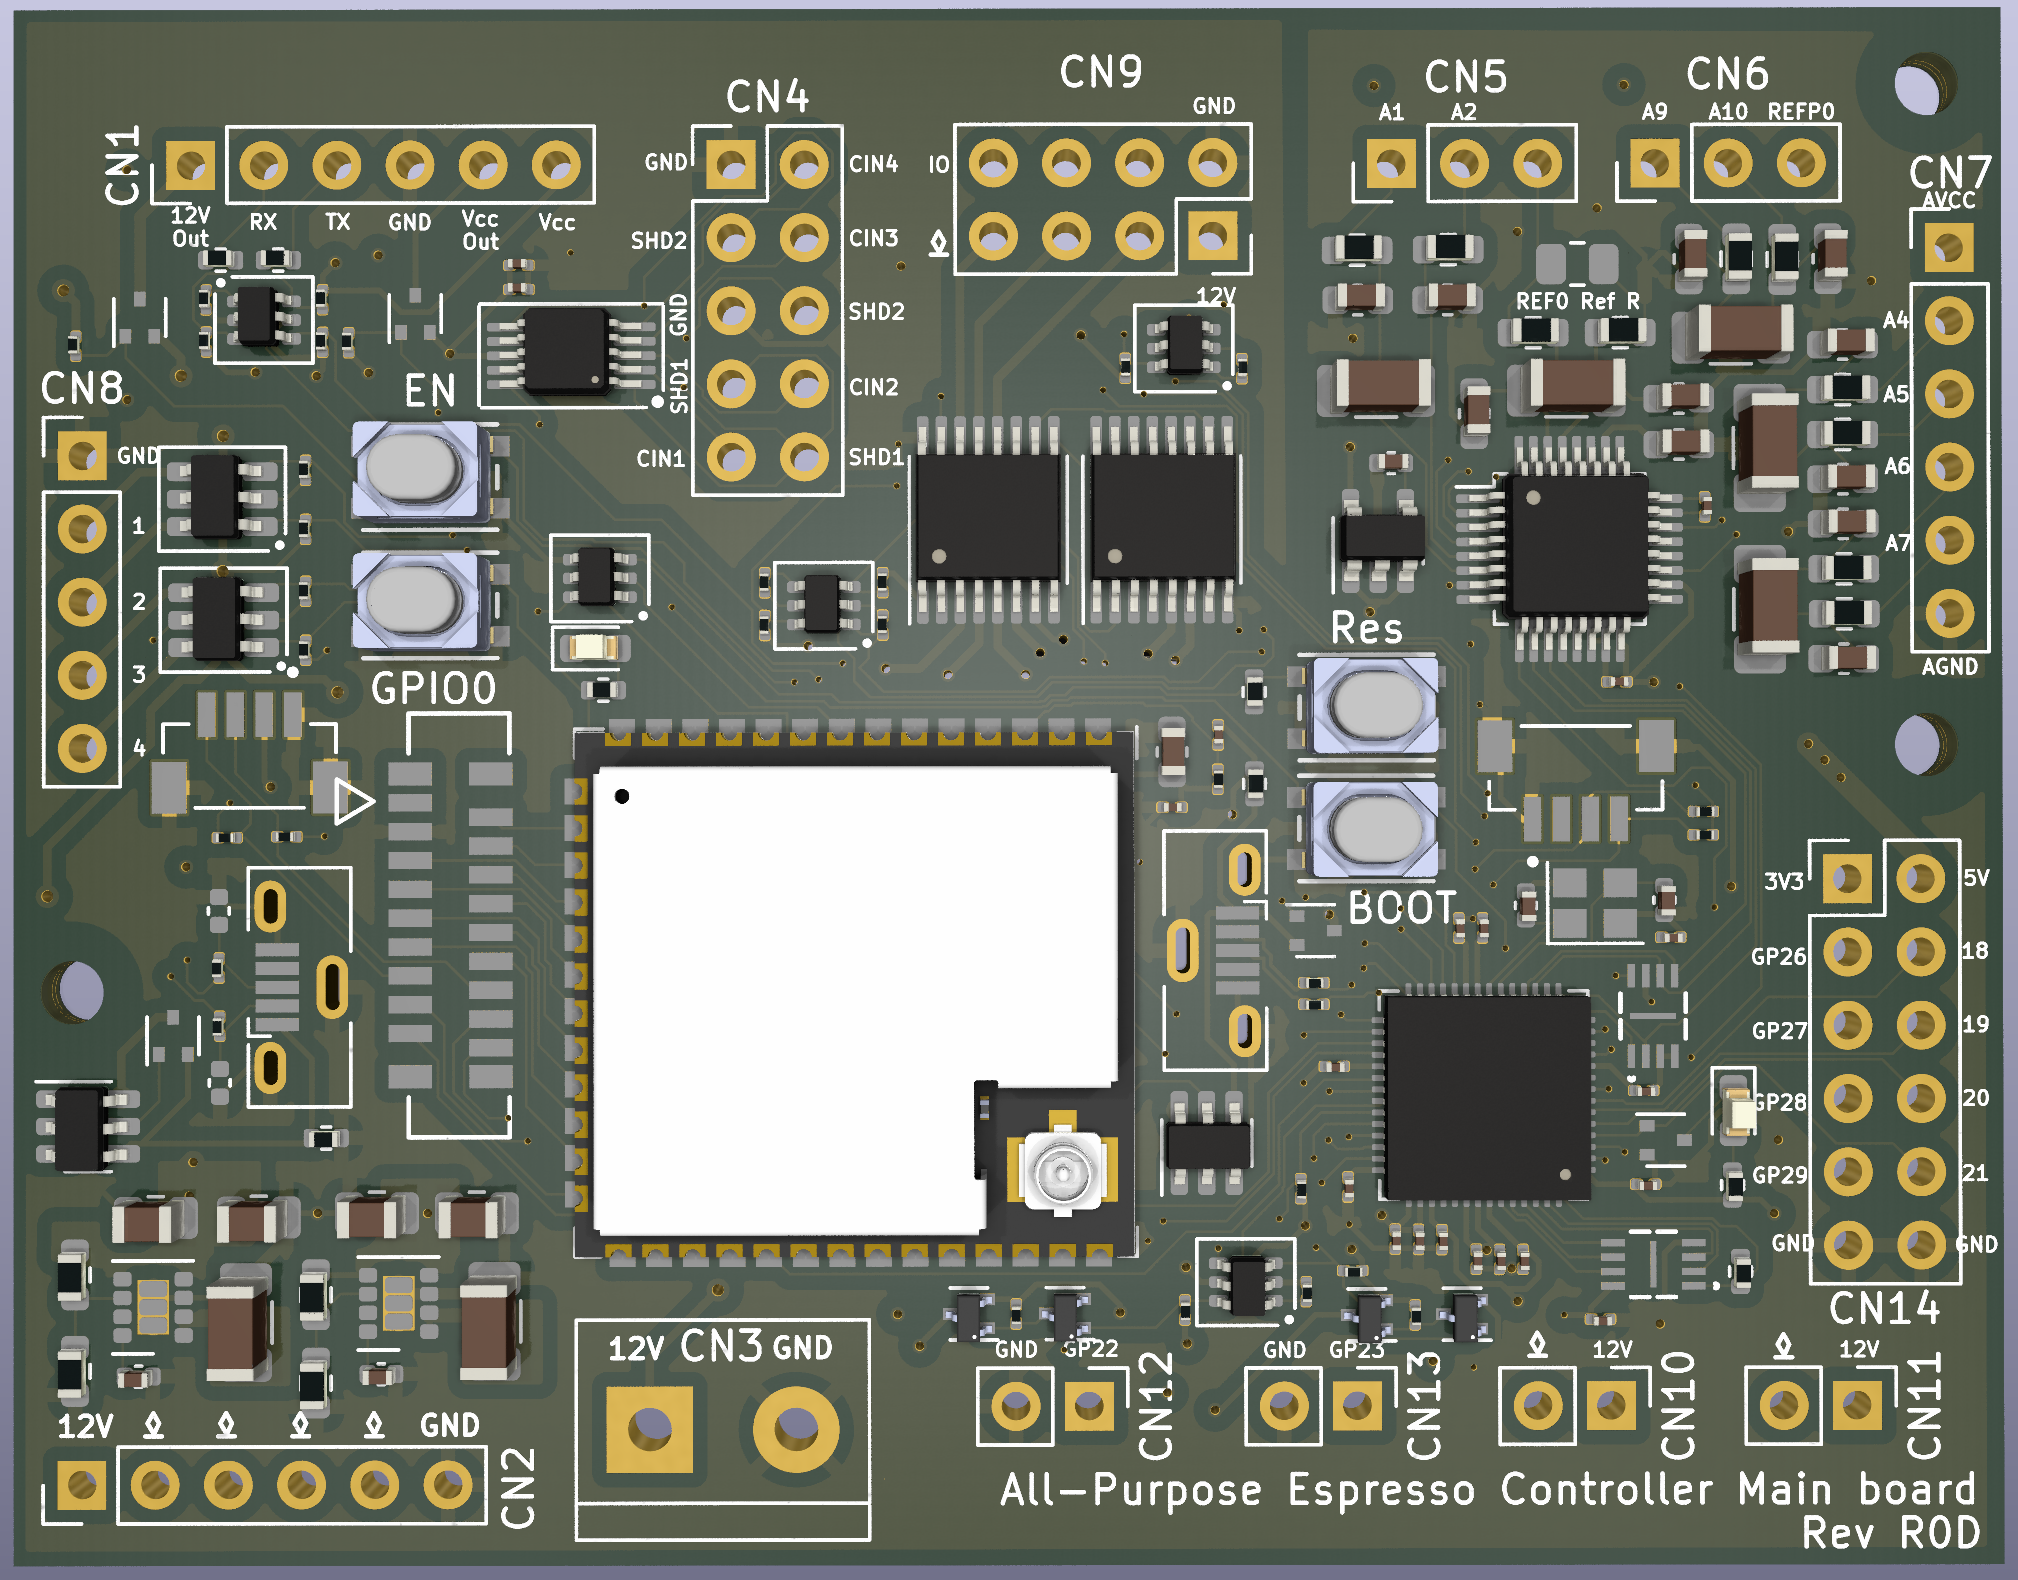 CN1
12V Out
RX
TX
GND
Vcc Out
Vcc
CN4
GND
CIN4
SHD2
CIN3
GND
SHD2
SHD1
CIN2
CIN1
SHD1
CN9
GND
IO
12V
CN5
A1
A2
CN6
A9
A10
REFP0
CN7
AVCC
A4
A5
A6
A7
AGND
REF0 Ref R
CN8
GND
1
2
3
4
EN
GPIO0
Res
BOOT
3V3
5V
GP26
18
GP27
19
GP28
20
GP29
21
GND
GND
CN14
12V
GND
CN2
12V
CN3
GND
GND
GP22
CN12
GND
GP23
CN13
12V
CN10
12V
CN11
All-Purpose Espresso Controller Main board
Rev R0D